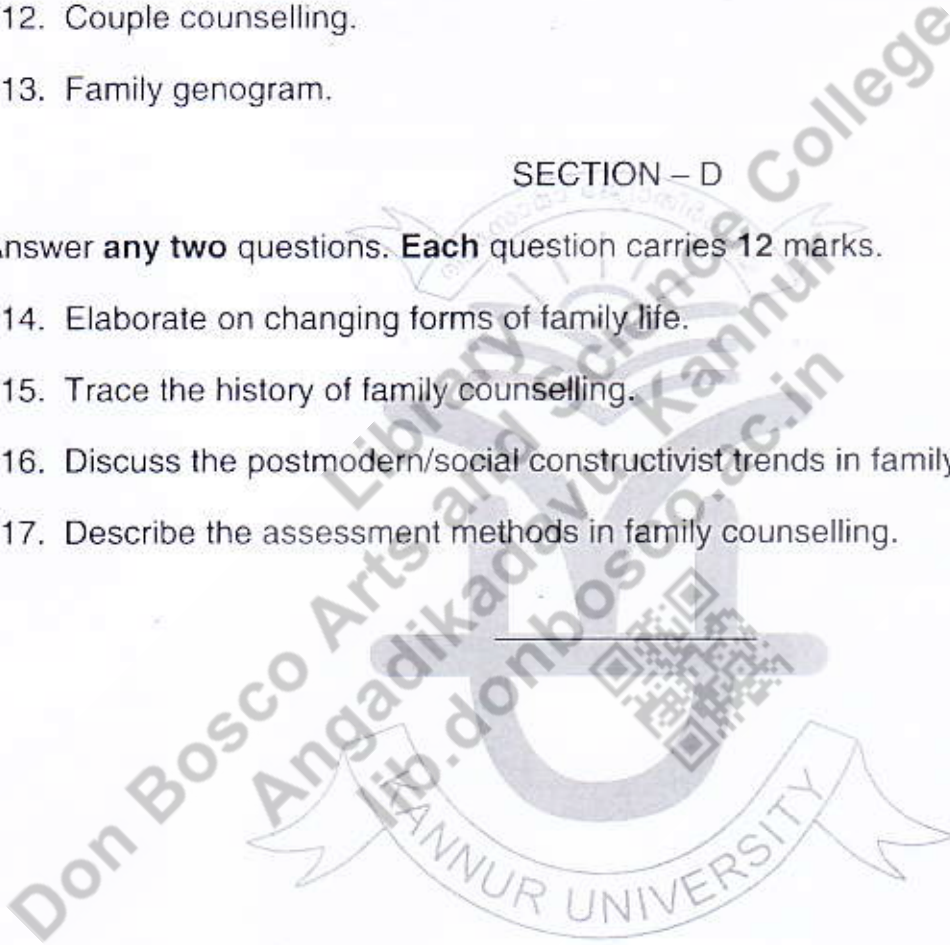 12. Couple counselling.
13. Family genogram.
SECTION – D
Answer any two questions. Each question carries 12 marks.
14. Elaborate on changing forms of family life.
15. Trace the history of family counselling.
16. Discuss the postmodern/social constructivist trends in family
17. Describe the assessment methods in family counselling.
Don Bosco Arts and Science College
Angadikadavu, Kannur
Library
lib.donbosco.ac.in
KANNUR UNIVERSITY